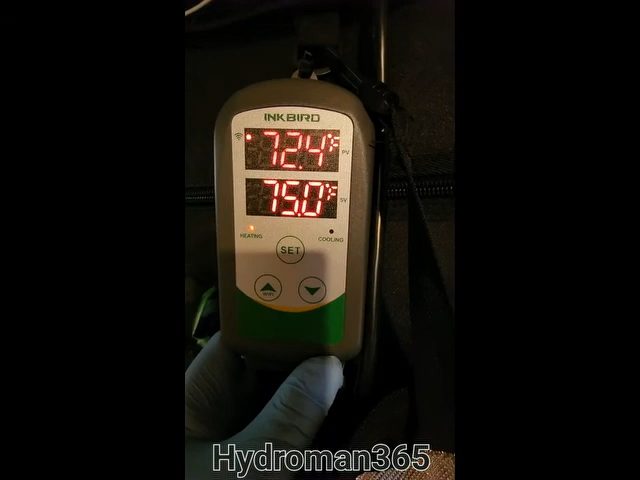 INKBIRD
72.4°F
PV
75.0°F
SV
HEATING
COOLING
SET
Hydroman365